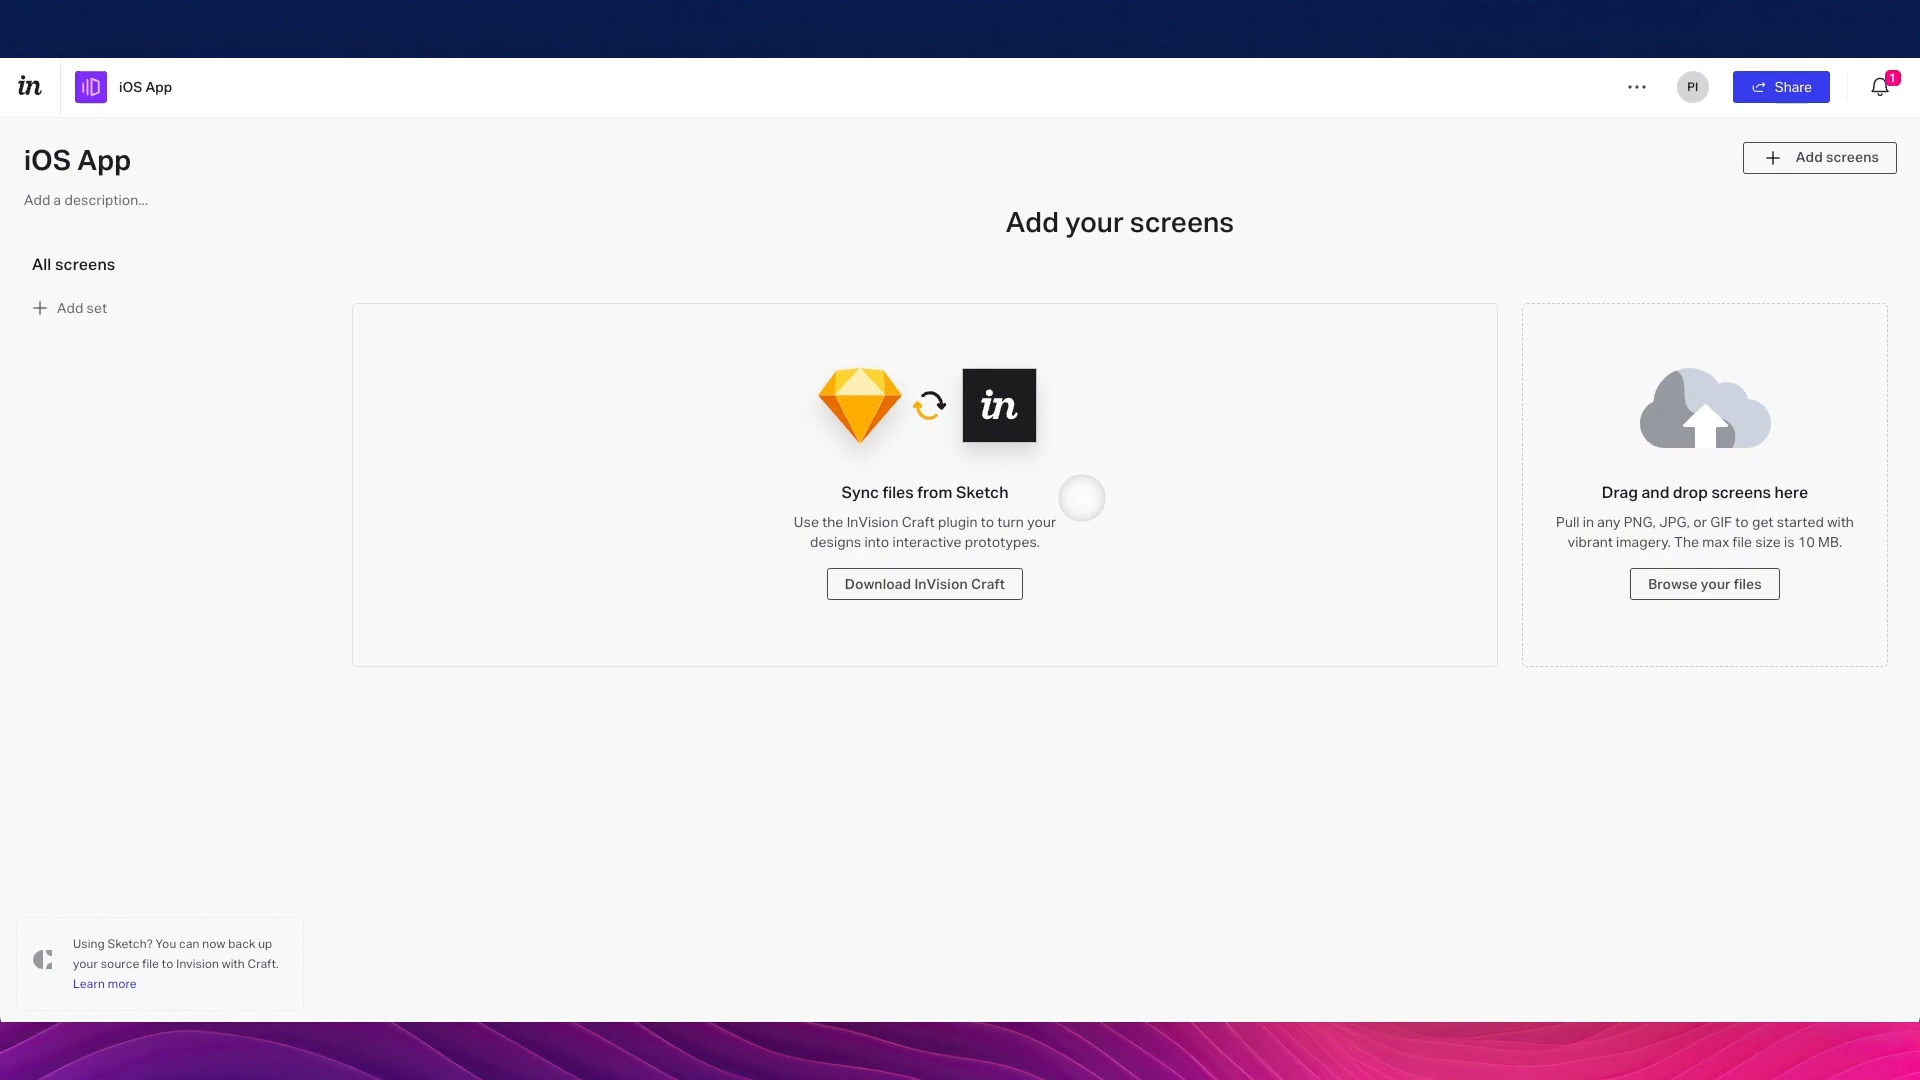 in
iOS App
PI
Share
1
iOS App
Add a description...
All screens
Add set
Add screens
Add your screens
in
Sync files from Sketch
Use the InVision Craft plugin to turn your
designs into interactive prototypes.
Download InVision Craft
Drag and drop screens here
Pull in any PNG, JPG, or GIF to get started with
vibrant imagery. The max file size is 10 MB.
Browse your files
Using Sketch? You can now back up
your source file to Invision with Craft.
Learn more